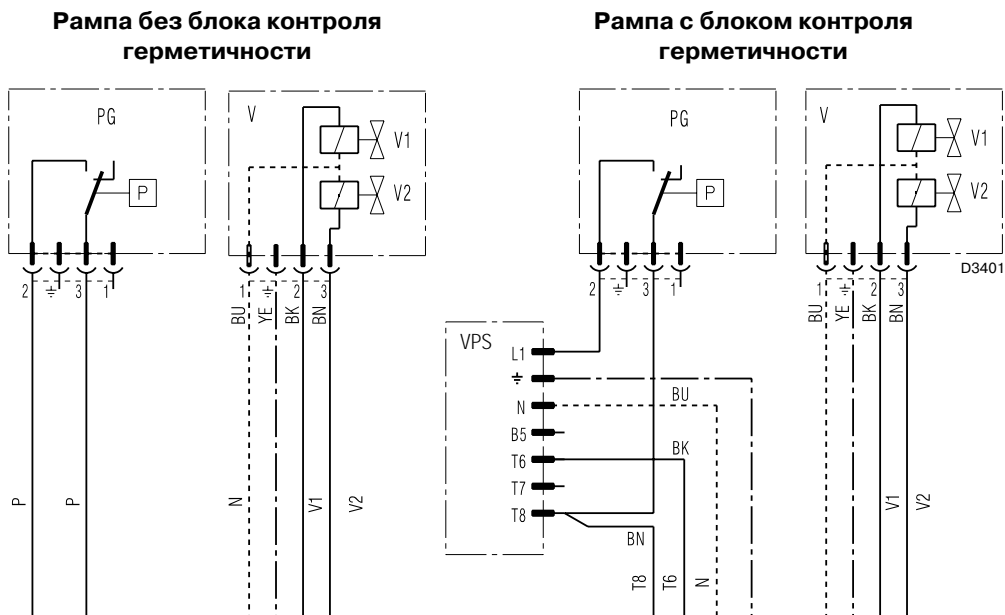 Рампа без блока контроля
герметичности
Рампа с блоком контроля
герметичности
PG
P
2
3
1
V
V1
V2
1
2
3
BU
YE
BK
BN
P
P
N
V1
V2
PG
P
2
3
1
V
V1
V2
D3401
1
2
3
BU
YE
BK
BN
VPS
L1
N
B5
T6
T7
T8
BU
BK
BN
T8
T6
N
V1
V2